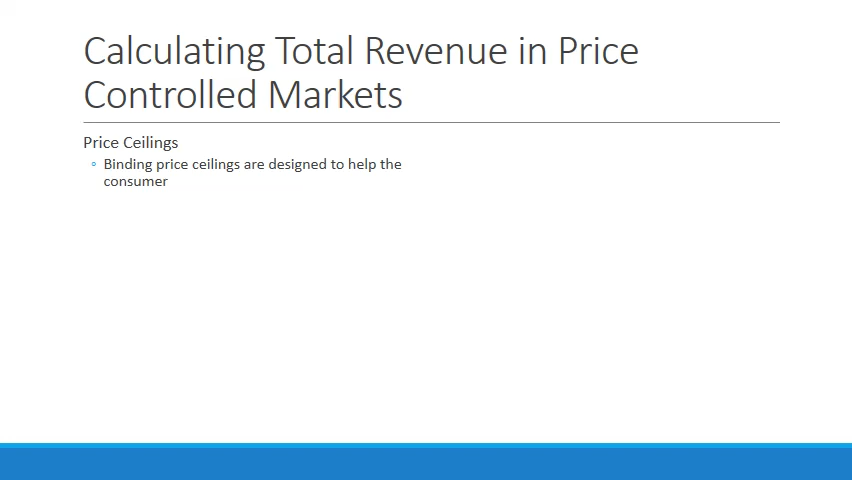 Calculating Total Revenue in Price
Controlled Markets
Price Ceilings
◦ Binding price ceilings are designed to help the
consumer